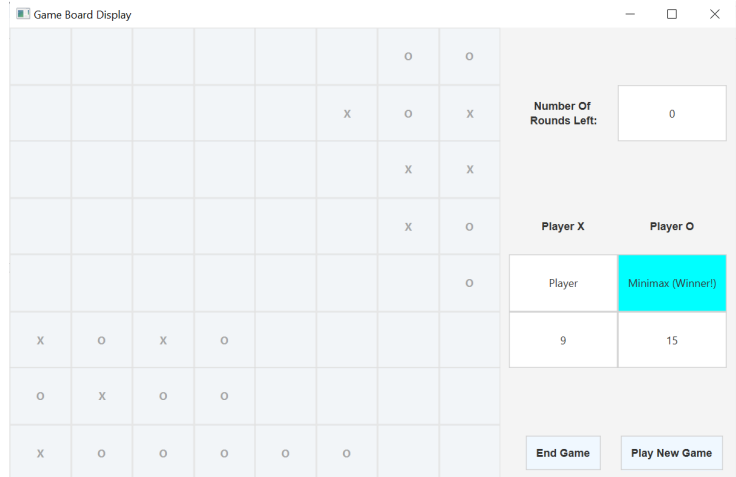 Game Board Display
O O
X O X
Number Of
Rounds Left:
0
X X
X O
Player X Player O
O
Player Minimax (Winner!)
X O X O
9 15
O X O O
X O O O O O
End Game Play New Game